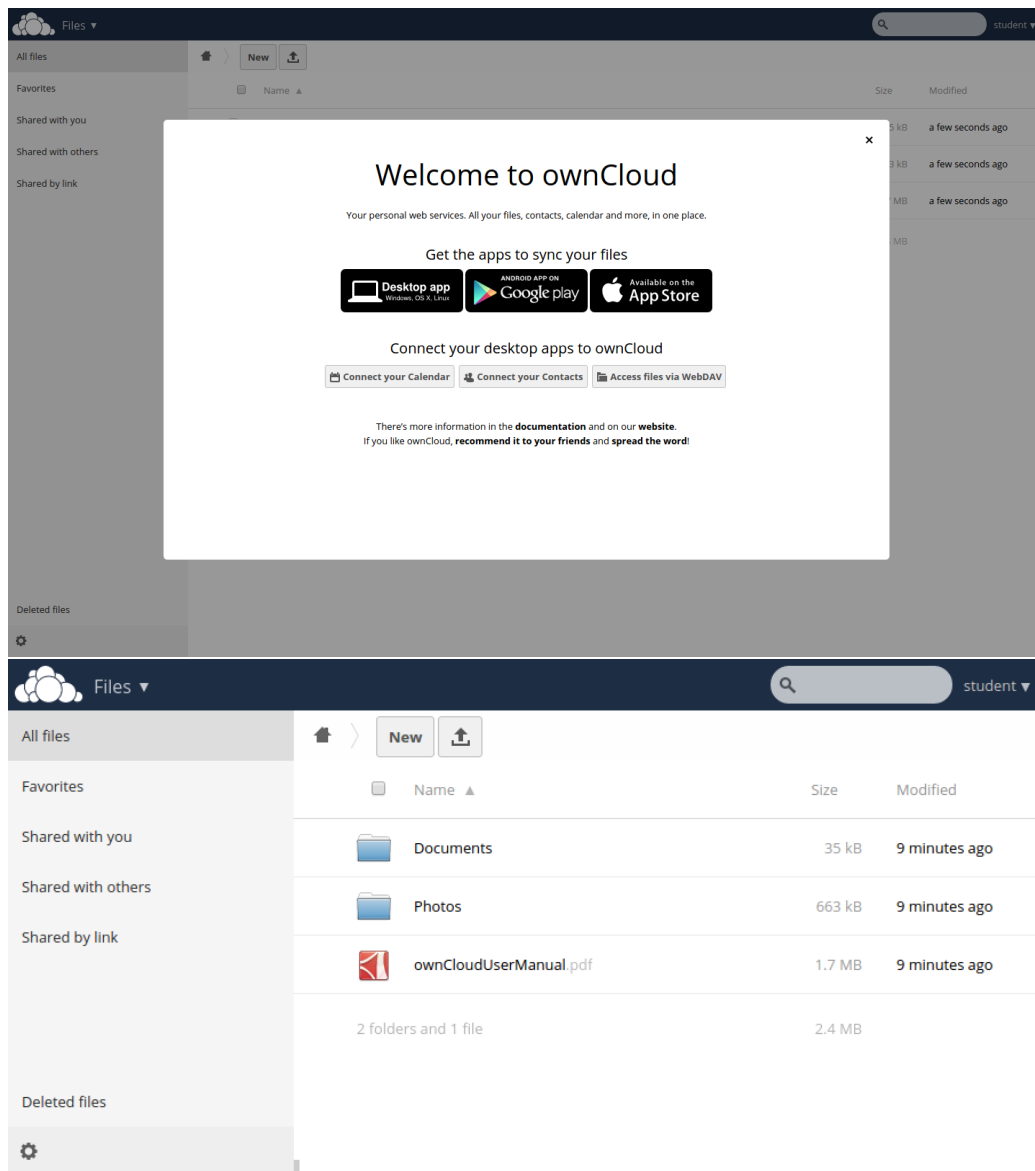 Files ▾ student ▾
All files New
Favorites Name ▲ Size Modified
Shared with you 5 kB a few seconds ago
Shared with others 3 kB a few seconds ago
Shared by link MB a few seconds ago
MB
×
Welcome to ownCloud
Your personal web services. All your files, contacts, calendar and more, in one place.
Get the apps to sync your files
Desktop app
Windows, OS X, Linux
ANDROID APP ON
Google play
Available on the
App Store
Connect your desktop apps to ownCloud
Connect your Calendar Connect your Contacts Access files via WebDAV
There's more information in the documentation and on our website.
If you like ownCloud, recommend it to your friends and spread the word!
Deleted files
Files ▾ student ▾
All files New
Favorites Name ▲ Size Modified
Shared with you Documents 35 kB 9 minutes ago
Shared with others Photos 663 kB 9 minutes ago
Shared by link ownCloudUserManual.pdf 1.7 MB 9 minutes ago
2 folders and 1 file 2.4 MB
Deleted files